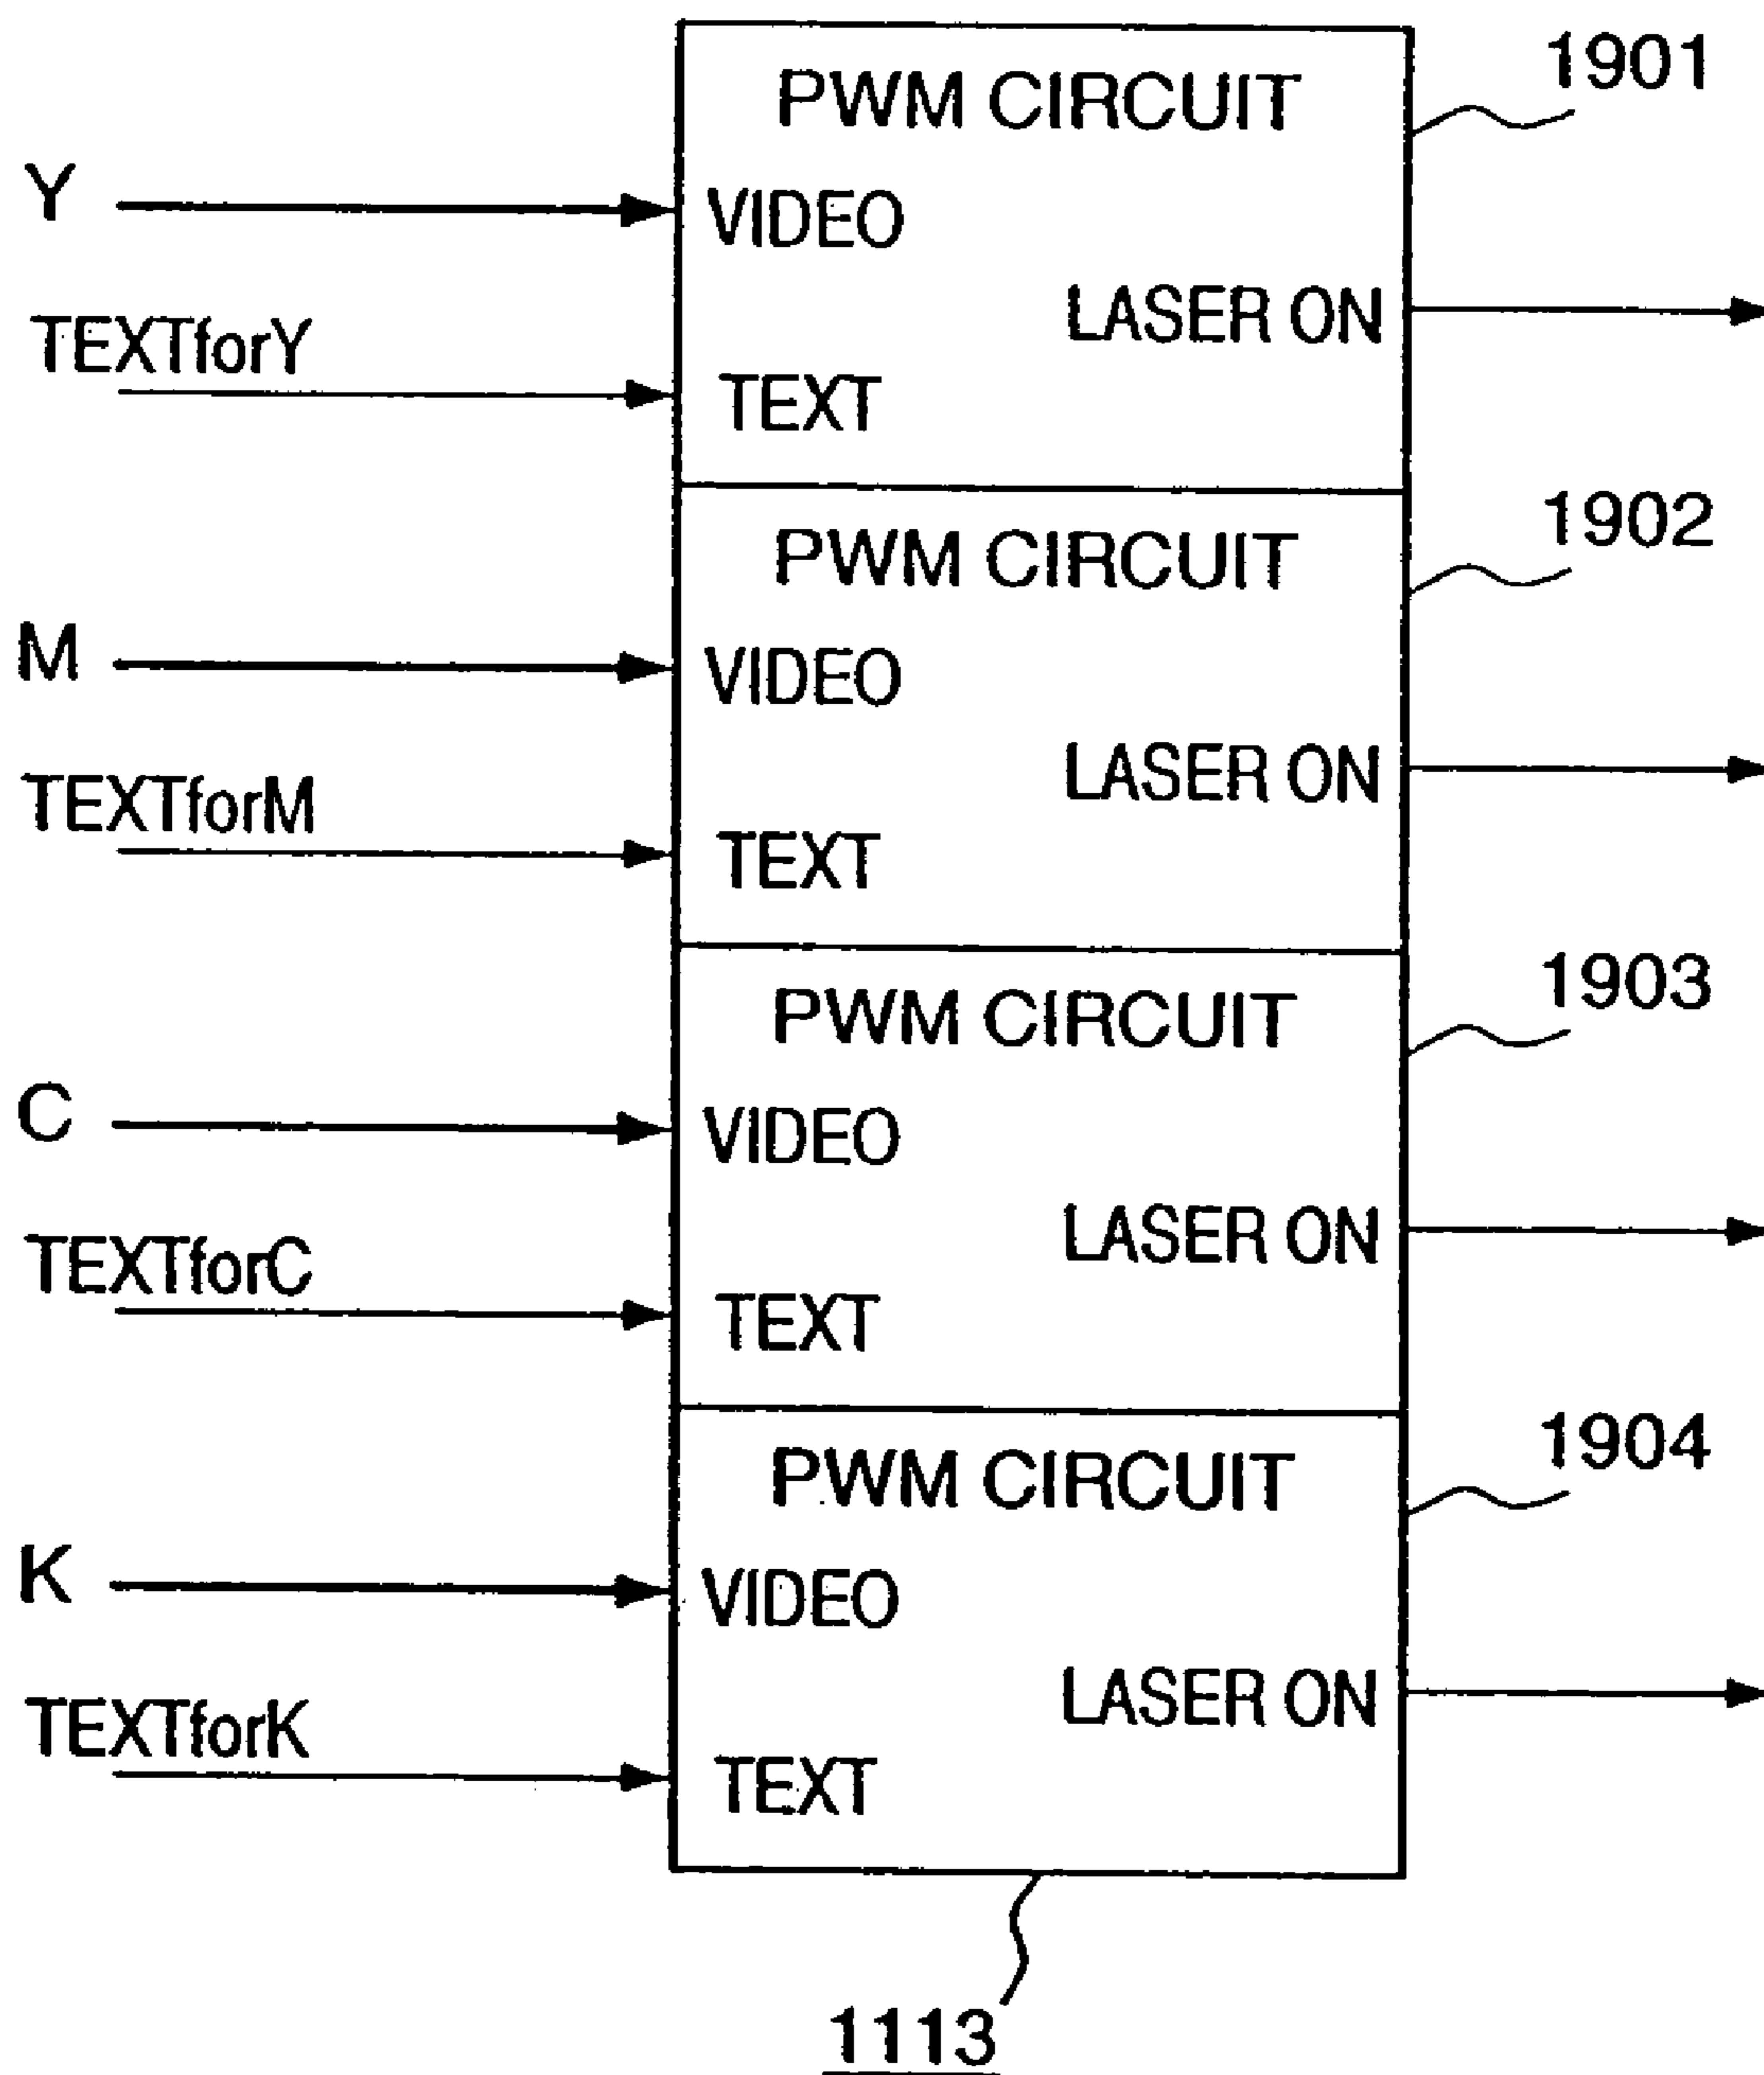 PWM CIRCUIT
1901
Y
VIDEO
LASER ON
TEXTforY
TEXT
PWM CIRCUIT
1902
M
VIDEO
LASER ON
TEXTforM
TEXT
PWM CIRCUIT
1903
C
VIDEO
LASER ON
TEXTforC
TEXT
PWM CIRCUIT
1904
K
VIDEO
LASER ON
TEXTforK
TEXT
1113